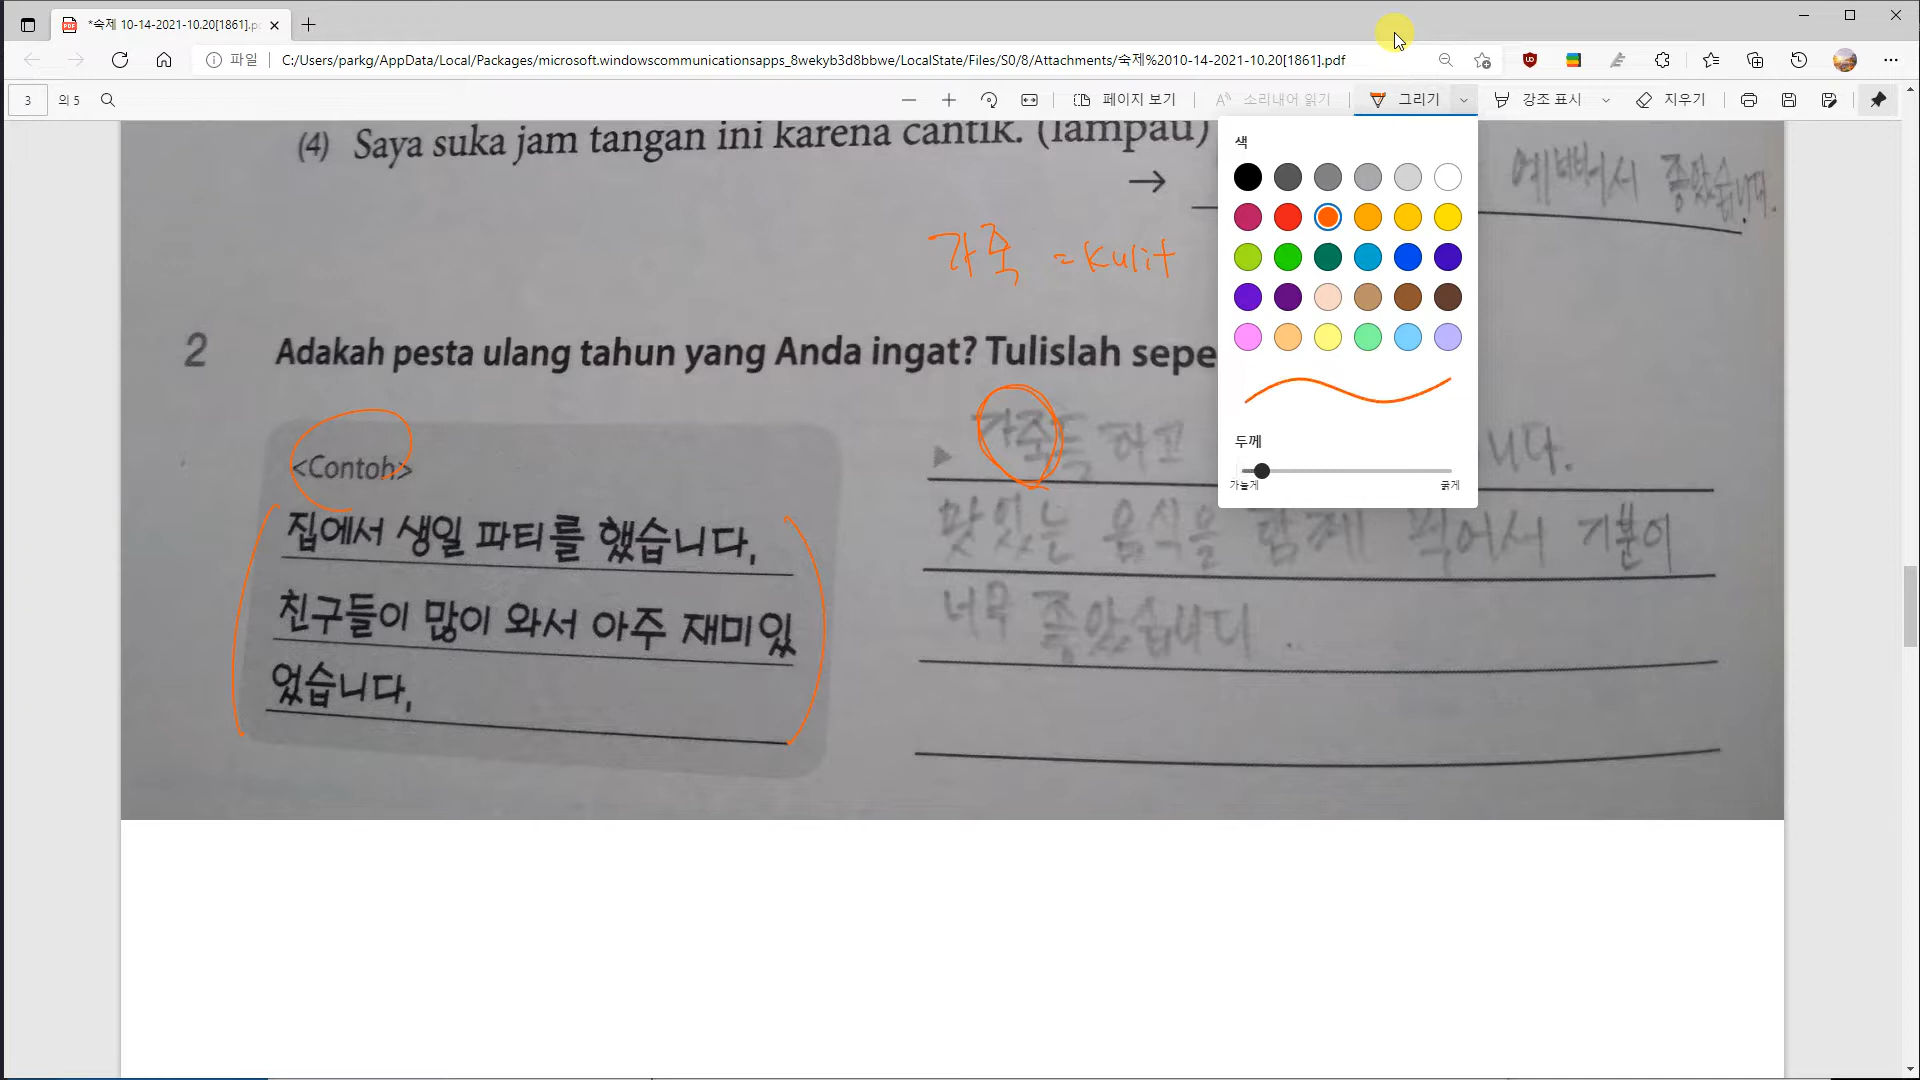 *숙제 10-14-2021-10.20[1861].p
파일
C:/Users/parkg/AppData/Local/Packages/microsoft.windowscommunicationsapps_8wekyb3d8bbwe/LocalState/Files/S0/8/Attachments/숙제%2010-14-2021-10.20[1861].pdf
3 의 5
페이지 보기
소리내어 읽기
그리기
강조 표시
지우기
(4) Saya suka jam tangan ini karena cantik. (lampau)
→
예뻐서 좋았습니다.
가죽 = Kulit
색
두께
가늘게
굵게
2 Adakah pesta ulang tahun yang Anda ingat? Tulislah sepe
<Contoh>
집에서 생일 파티를 했습니다.
친구들이 많이 와서 아주 재미있
었습니다.
가죽들 하고 니다.
맛있는 음식을 함께 먹어서 기분이
너무 좋았습니다..